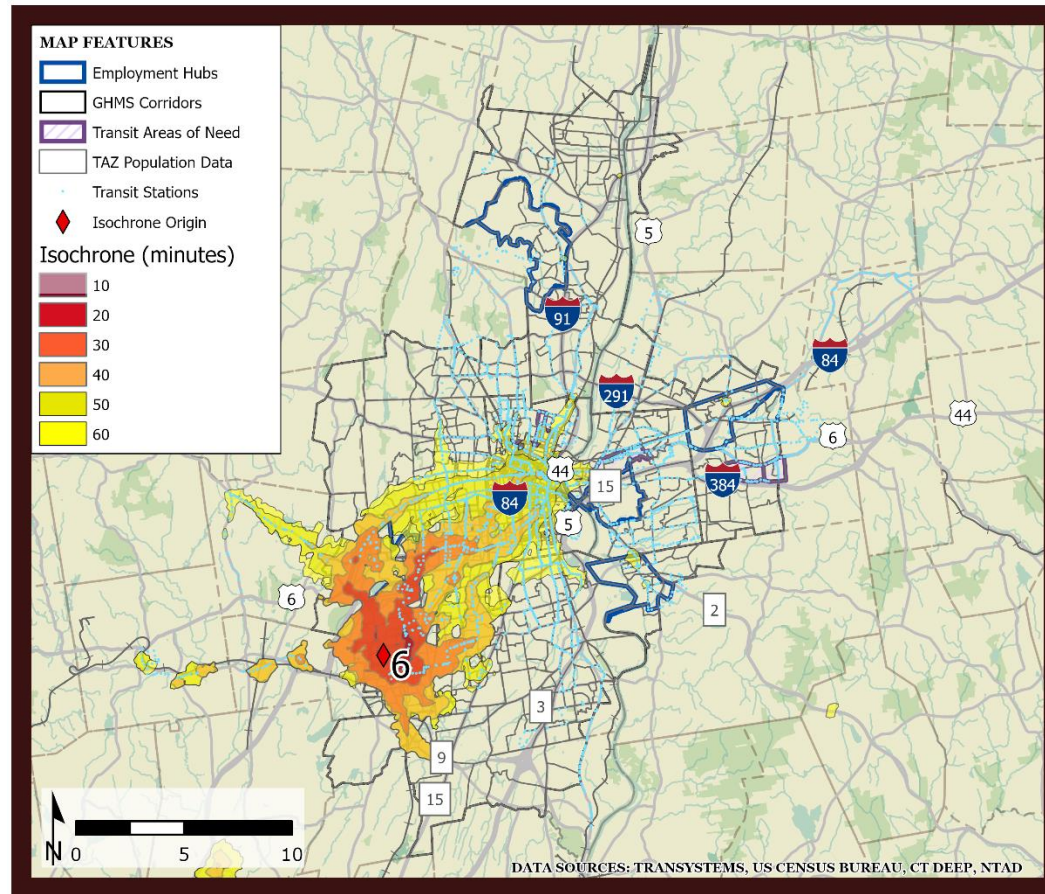 MAP FEATURES
Employment Hubs
GHMS Corridors
Transit Areas of Need
TAZ Population Data
Transit Stations
Isochrone Origin
Isochrone (minutes)
10
20
30
40
50
60
5
91
84
291
44
6
44
384
15
84
5
6
2
6
3
9
15
N
0 5 10
DATA SOURCES: TRANSYSTEMS, US CENSUS BUREAU, CT DEEP, NTAD